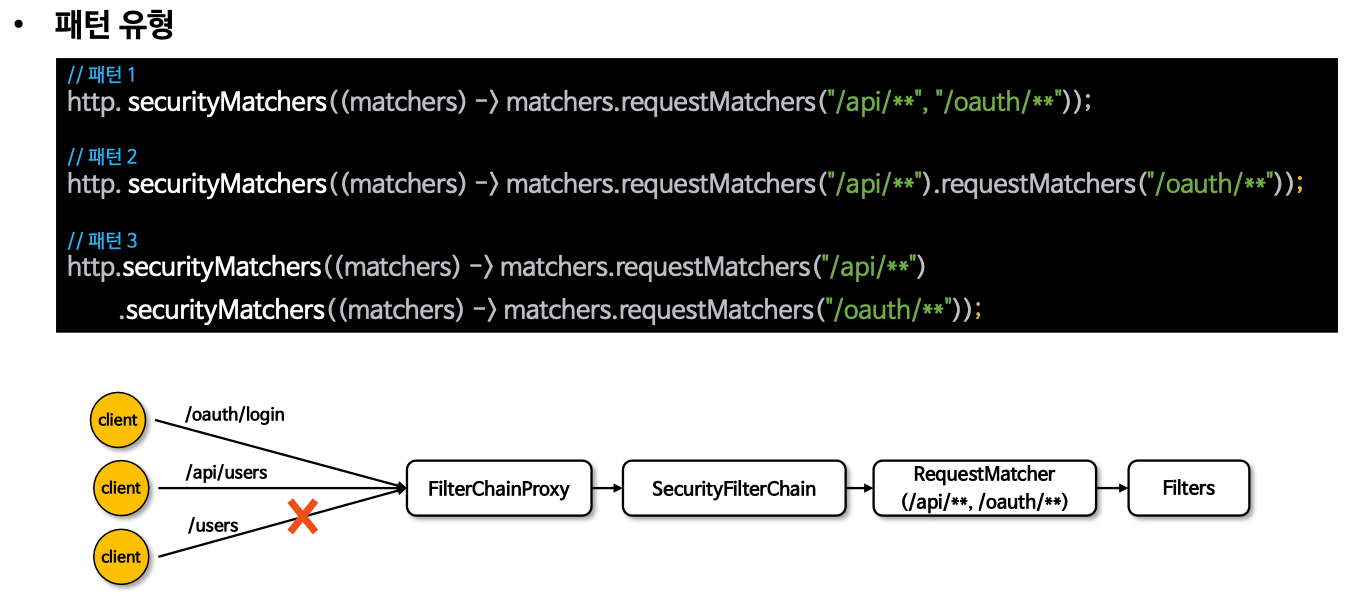 • 패턴 유형
// 패턴 1
http. securityMatchers((matchers) -> matchers.requestMatchers("/api/**", "/oauth/**"));
// 패턴 2
http. securityMatchers((matchers) -> matchers.requestMatchers("/api/**").requestMatchers("/oauth/**"));
// 패턴 3
http.securityMatchers((matchers) -> matchers.requestMatchers("/api/**")
.securityMatchers((matchers) -> matchers.requestMatchers("/oauth/**"));
client
/oauth/login
client
/api/users
client
/users
FilterChainProxy
SecurityFilterChain
RequestMatcher
(/api/**, /oauth/**)
Filters